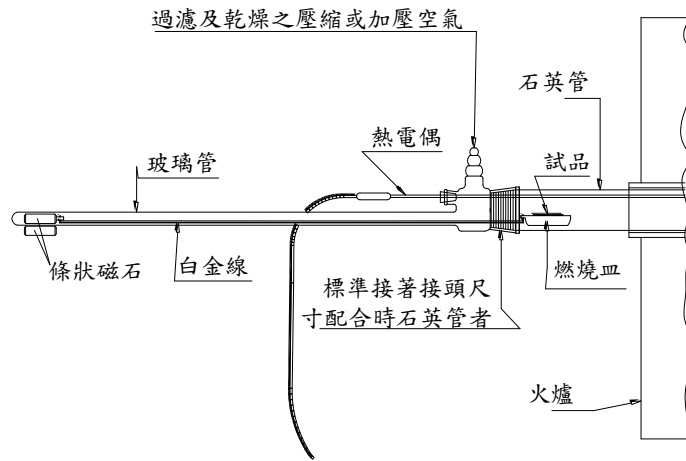 過濾及乾燥之壓縮或加壓空氣
石英管
熱電偶
玻璃管
試品
條狀磁石
白金線
燃燒皿
標準接著接頭尺
寸配合時石英管者
火爐